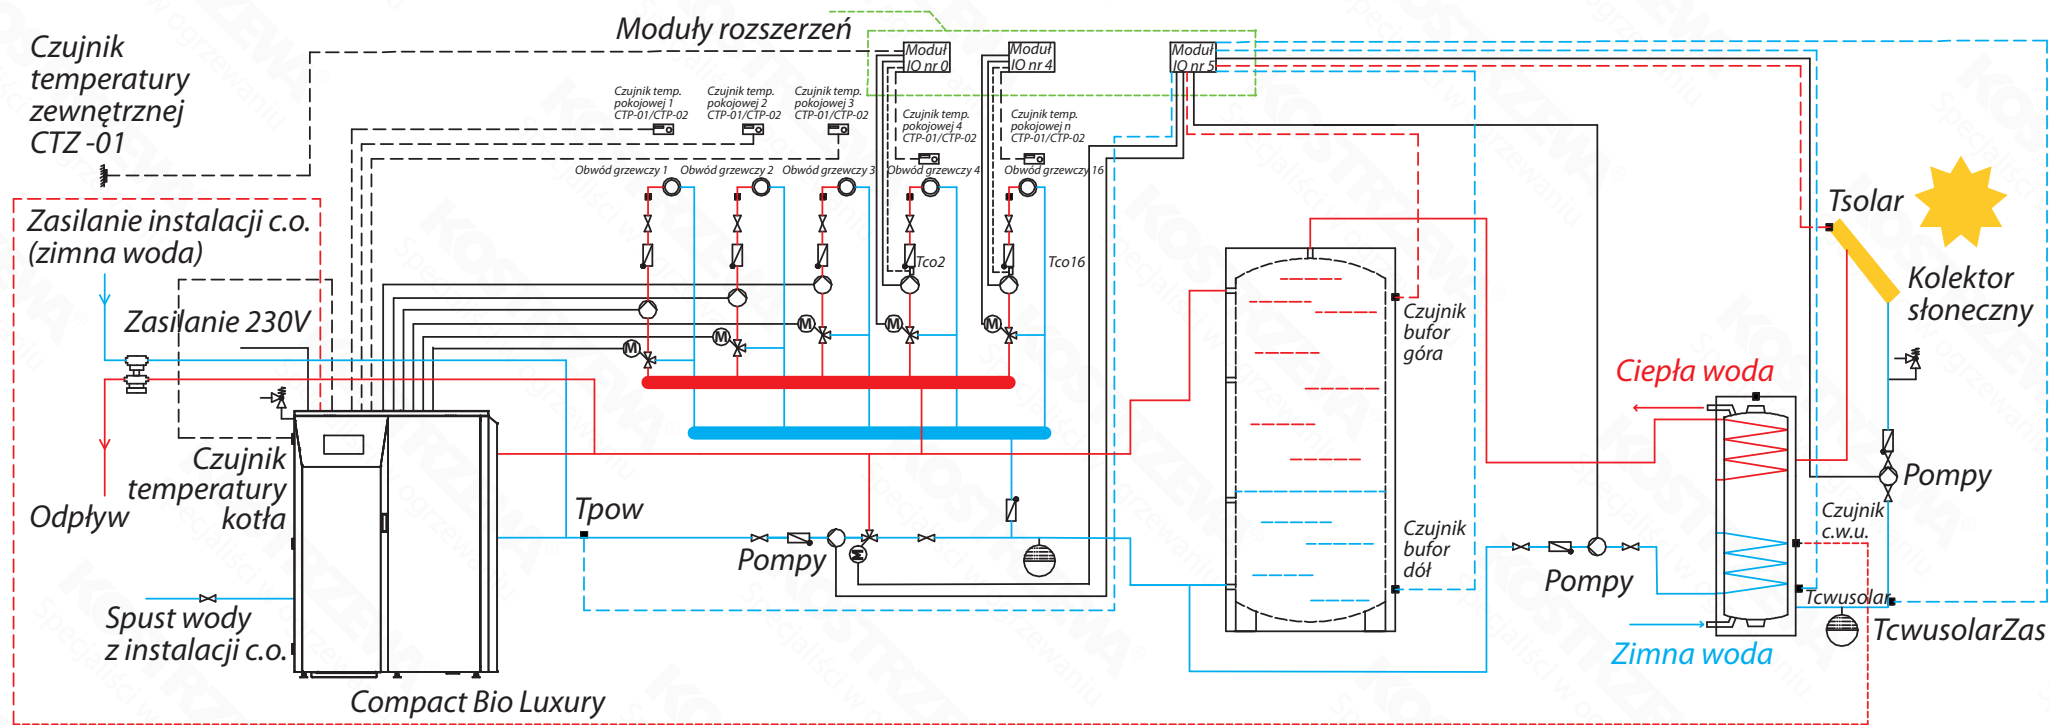 Moduły rozszerzeń
Czujnik
temperatury
zewnętrznej
CTZ -01
Moduł
IO nr 0
Moduł
IO nr 4
Moduł
IO nr 5
Czujnik temp.
pokojowej 1
CTP-01/CTP-02
Czujnik temp.
pokojowej 2
CTP-01/CTP-02
Czujnik temp.
pokojowej 3
CTP-01/CTP-02
Czujnik temp.
pokojowej 4
CTP-01/CTP-02
Czujnik temp.
pokojowej n
CTP-01/CTP-02
Obwód grzewczy 1
Obwód grzewczy 2
Obwód grzewczy 3
Obwód grzewczy 4
Obwód grzewczy 16
Zasilanie instalacji c.o.
(zimna woda)
Zasilanie 230V
Tco2
Tco16
M
M
M
M
M
Tsolar
Kolektor
słoneczny
Czujnik
bufor
góra
Ciepła woda
Czujnik
temperatury
kotła
Odpływ
Tpow
Pompy
M
Czujnik
bufor
dół
Pompy
Pompy
Czujnik
c.w.u.
Tcwusolar
TcwusolarZas
Zimna woda
Spust wody
z instalacji c.o.
Compact Bio Luxury
KOSTRZEWA®
Specjaliści w ogrzewaniu